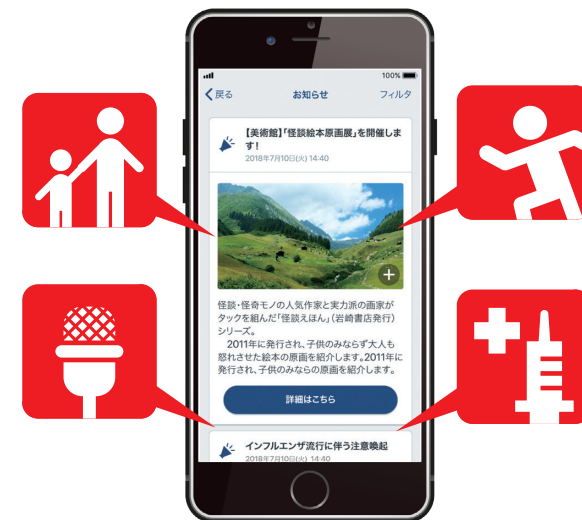 100%
戻る お知らせ フィルタ
【美術館】「怪談絵本原画展」を開催しま
す!
2018年7月10日(火) 14:40
怪談・怪奇モノの人気作家と実力派の画家が
タックを組んだ「怪談えほん」(岩崎書店発行)
シリーズ。
2011年に発行され、子供のみならず大人も
怒れさせた絵本の原画を紹介します。2011年に
発行され、子供のみならの原画を紹介します。
詳細はこちら
インフルエンザ流行に伴う注意喚起
2018年7月10日(火) 14:40